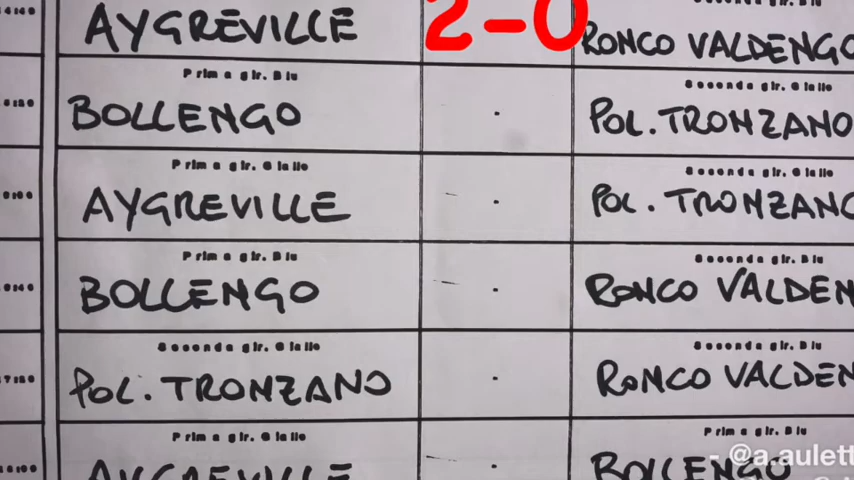 AYGREVILLE 2-0 RONCO VALDENGO
Prima gir. Blu Seconda gir. Giallo
BOLLENGO - POL. TRONZANO
Prima gir. Giallo Seconda gir. Giallo
AYGREVILLE - POL. TRONZANO
Prima gir. Blu Seconda gir. Blu
BOLLENGO - RONCO VALDEN
Seconda gir. Giallo Seconda gir. Blu
POL. TRONZANO - RONCO VALDEN
Prima gir. Giallo Prima gir. Blu
AYGREVILLE - BOLLENGO
- @a.aulett